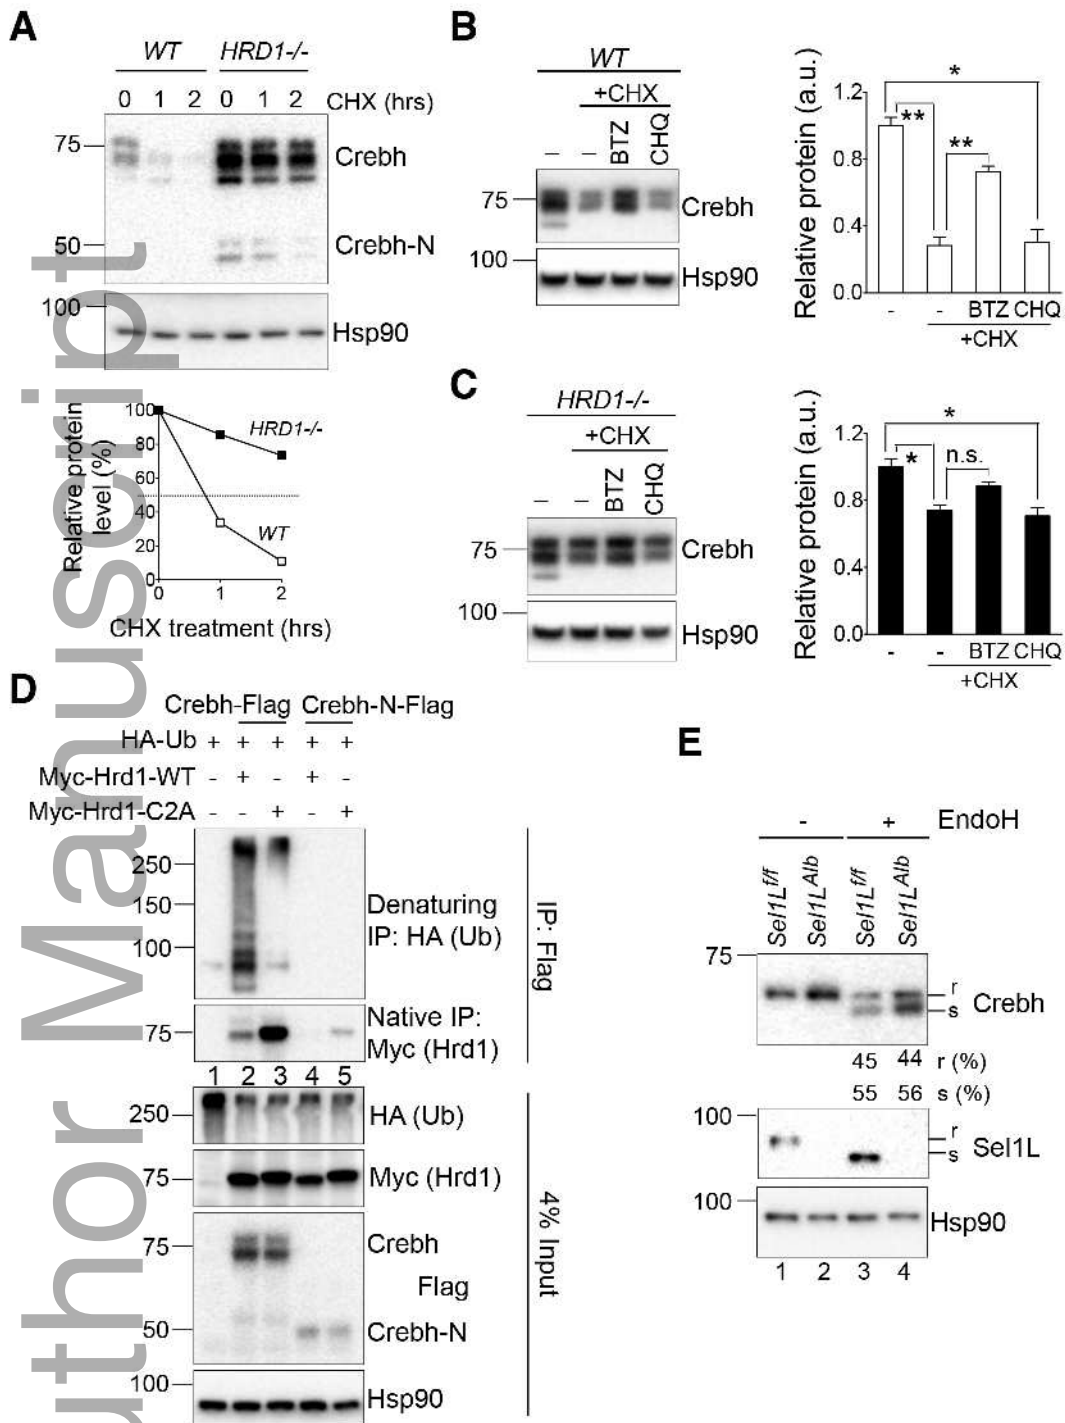 A
WT HRD1-/-
0 1 2 0 1 2 CHX (hrs)
75
Crebh
50
Crebh-N
100
Hsp90
Relative protein
level (%)
100
80
60
40
20
0
HRD1-/-
WT
0 1 2
CHX treatment (hrs)
B
WT
+CHX
- - BTZ CHQ
75
Crebh
100
Hsp90
Relative protein (a.u.)
1.2
0.8
0.4
0.0
*
**
**
- - BTZ CHQ
+CHX
C
HRD1-/-
+CHX
- - BTZ CHQ
75
Crebh
100
Hsp90
Relative protein (a.u.)
1.2
0.8
0.4
0.0
*
*
n.s.
- - BTZ CHQ
+CHX
D
Crebh-Flag Crebh-N-Flag
HA-Ub + + + + +
Myc-Hrd1-WT - + - + -
Myc-Hrd1-C2A - - + - +
250
150
100
Denaturing
IP: HA (Ub)
75
Native IP:
Myc (Hrd1)
IP: Flag
1 2 3 4 5
250
HA (Ub)
75
Myc (Hrd1)
75
Crebh
Flag
50
Crebh-N
100
Hsp90
4% Input
E
- + EndoH
Sel1Lf/f Sel1LAlb Sel1Lf/f Sel1LAlb
75
r
s
Crebh
45 44 r (%)
55 56 s (%)
100
r
s
Sel1L
100
Hsp90
1 2 3 4
uthor Manuscript